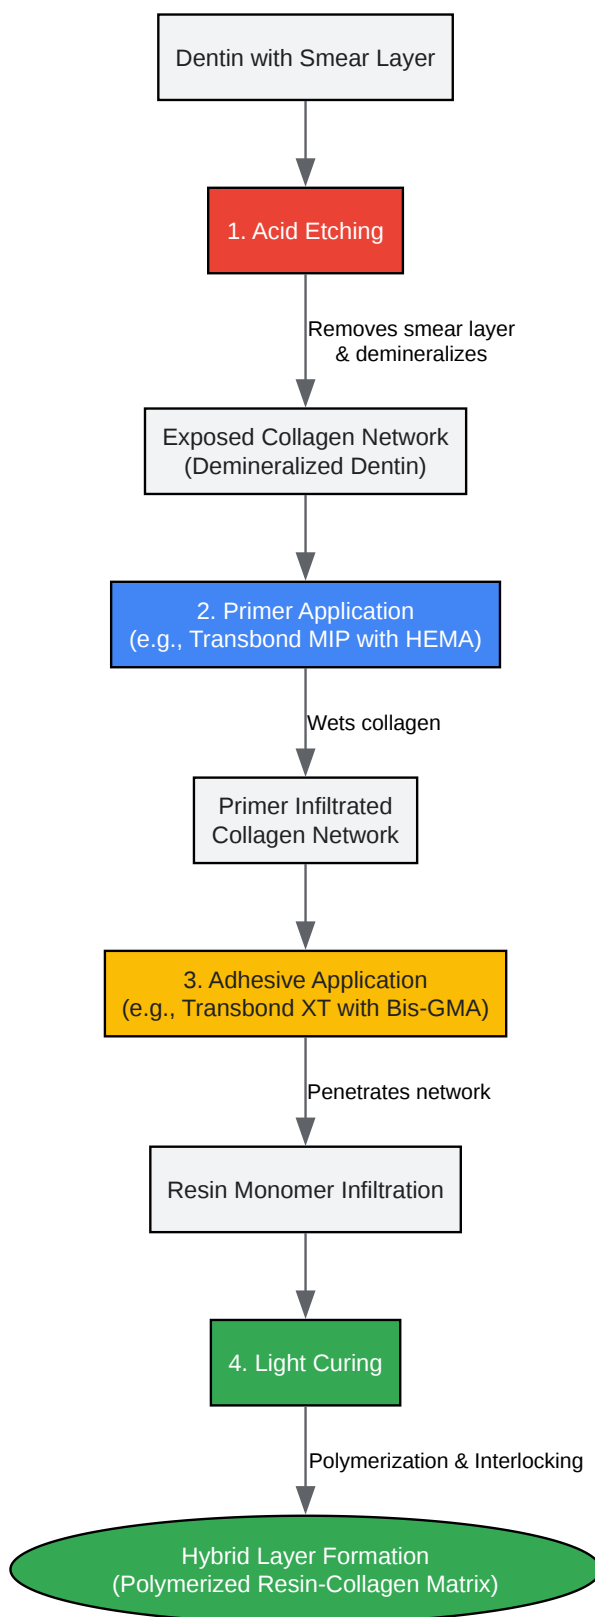 Dentin with Smear Layer
1. Acid Etching
Removes smear layer
& demineralizes
Exposed Collagen Network
(Demineralized Dentin)
2. Primer Application
(e.g., Transbond MIP with HEMA)
Wets collagen
Primer Infiltrated
Collagen Network
3. Adhesive Application
(e.g., Transbond XT with Bis-GMA)
Penetrates network
Resin Monomer Infiltration
4. Light Curing
Polymerization & Interlocking
Hybrid Layer Formation
(Polymerized Resin-Collagen Matrix)